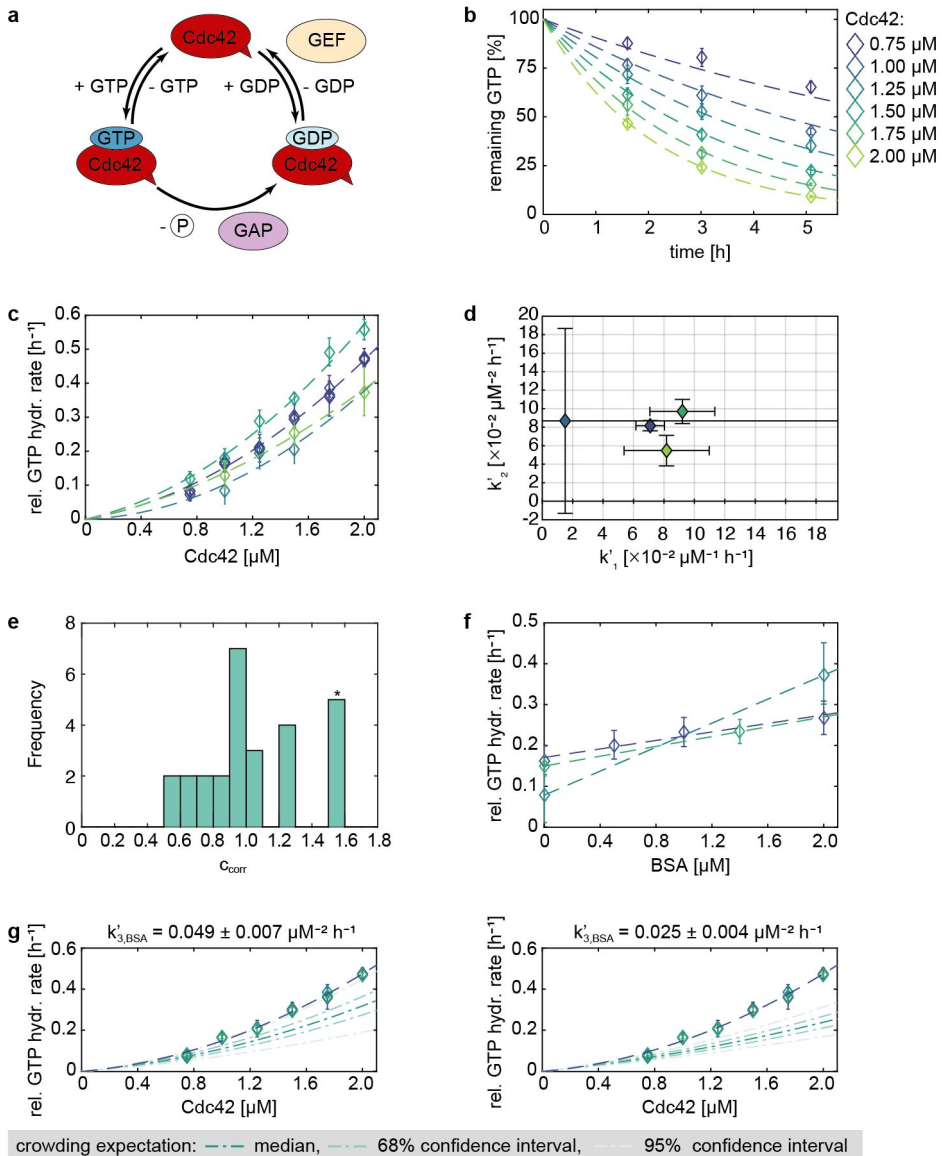 a
Cdc42
GEF
+ GTP
- GTP
+ GDP
- GDP
GTP
Cdc42
GDP
Cdc42
- P
GAP
b
remaining GTP [%]
100
75
50
25
0
0 1 2 3 4 5
time [h]
Cdc42:
0.75 µM
1.00 µM
1.25 µM
1.50 µM
1.75 µM
2.00 µM
c
rel. GTP hydr. rate [h⁻¹]
0.6
0.5
0.4
0.3
0.2
0.1
0
0 0.4 0.8 1.2 1.6 2.0
Cdc42 [µM]
d
k'₂ [×10⁻² µM⁻² h⁻¹]
20
18
16
14
12
10
8
6
4
2
0
-2
0 2 4 6 8 10 12 14 16 18
k'₁ [×10⁻² µM⁻¹ h⁻¹]
e
Frequency
8
6
4
2
0
*
0 0.2 0.4 0.6 0.8 1.0 1.2 1.4 1.6 1.8
c_corr
f
rel. GTP hydr. rate [h⁻¹]
0.5
0.4
0.3
0.2
0.1
0
0 0.4 0.8 1.2 1.6 2.0
BSA [µM]
g
k'₃,BSA = 0.049 ± 0.007 µM⁻² h⁻¹
rel. GTP hydr. rate [h⁻¹]
0.6
0.4
0.2
0
0 0.4 0.8 1.2 1.6 2.0
Cdc42 [µM]
k'₃,BSA = 0.025 ± 0.004 µM⁻² h⁻¹
rel. GTP hydr. rate [h⁻¹]
0.6
0.4
0.2
0
0 0.4 0.8 1.2 1.6 2.0
Cdc42 [µM]
crowding expectation: median, 68% confidence interval, 95% confidence interval